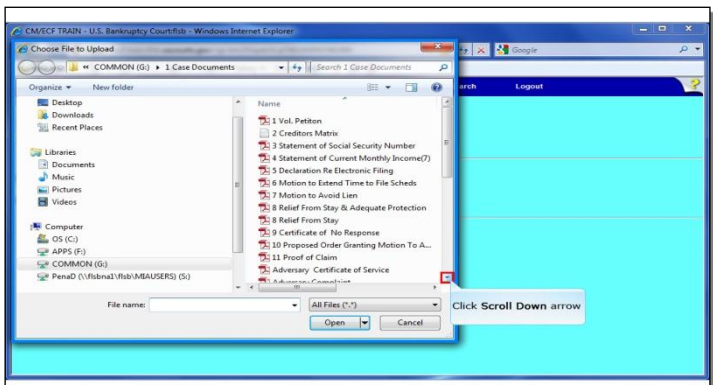 CM/ECF TRAIN - U.S. Bankruptcy Court:flsb - Windows Internet Explorer
Choose File to Upload
Google
« COMMON (G:) ▸ 1 Case Documents
Search 1 Case Documents
Organize
New folder
arch
Logout
Desktop
Downloads
Recent Places
Libraries
Documents
Music
Pictures
Videos
Computer
OS (C:)
APPS (F:)
COMMON (G:)
PenaD (\\flsbna1\flsb\MIAUSERS) (S:)
Name
1 Vol. Petiton
2 Creditors Matrix
3 Statement of Social Security Number
4 Statement of Current Monthly Income(7)
5 Declaration Re Electronic Filing
6 Motion to Extend Time to File Scheds
7 Motion to Avoid Lien
8 Relief From Stay & Adequate Protection
8 Relief From Stay
9 Certificate of No Response
10 Proposed Order Granting Motion To A...
11 Proof of Claim
Adversary Certificate of Service
Adversary Complaint
Click Scroll Down arrow
File name:
All Files (*.*)
Open
Cancel